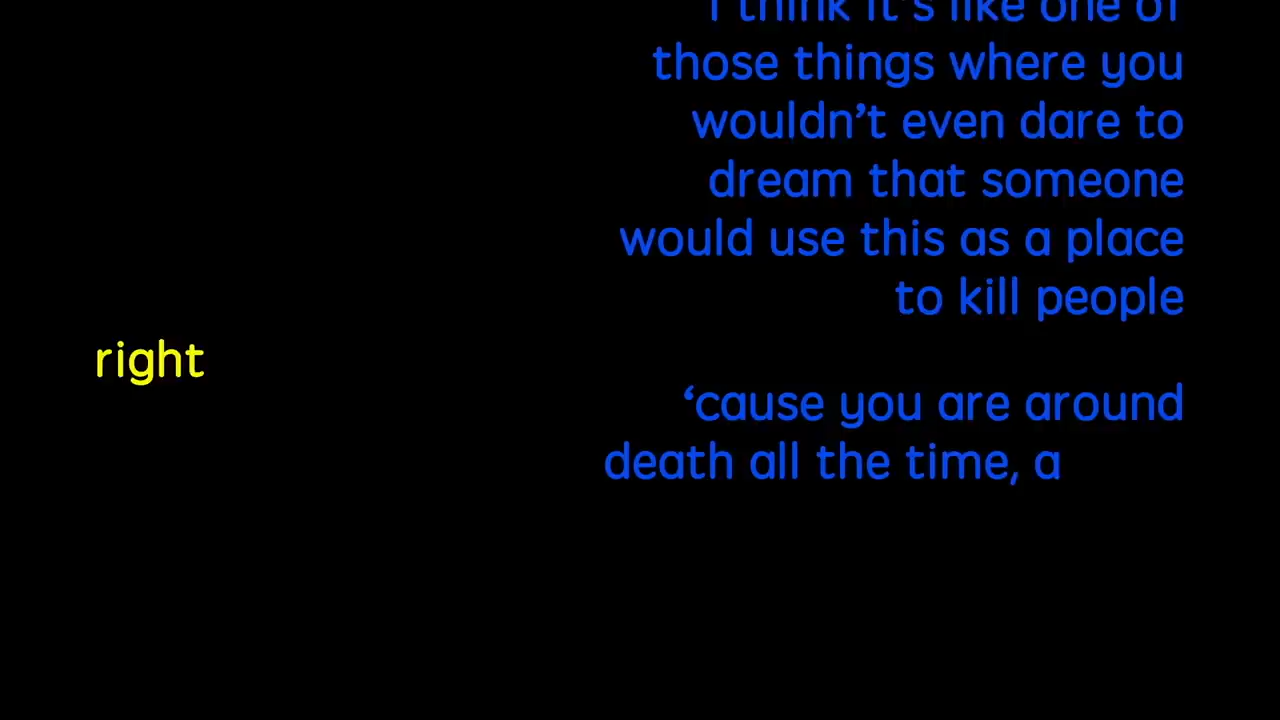 I think it's like one of
those things where you
wouldn't even dare to
dream that someone
would use this as a place
to kill people
right
‘cause you are around
death all the time, a